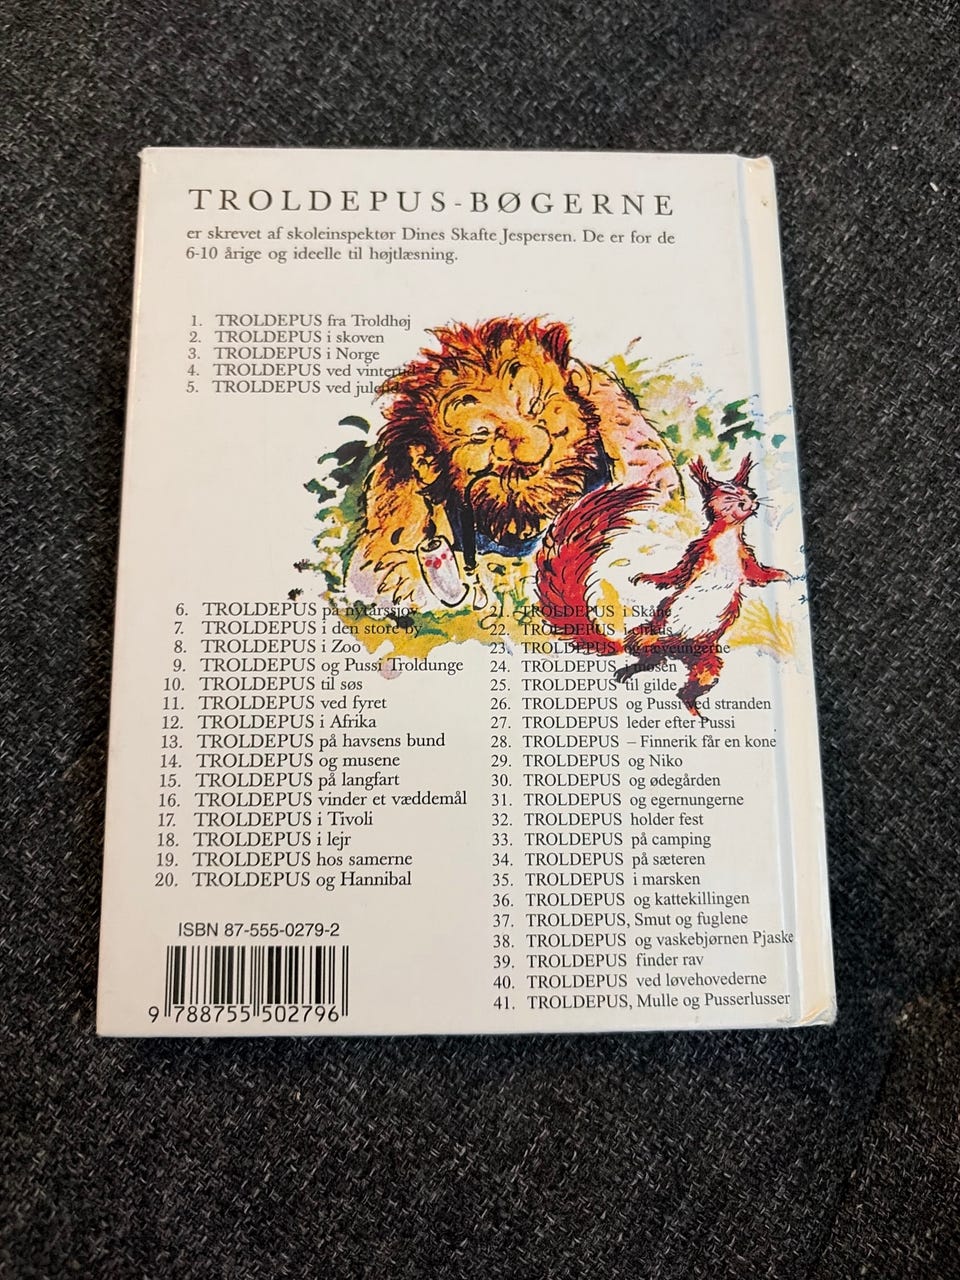 TROLDEPUS-BØGERNE
er skrevet af skoleinspektør Dines Skafte Jespersen. De er for de
6-10 årige og ideelle til højtlæsning.
1. TROLDEPUS fra Troldhøj
2. TROLDEPUS i skoven
3. TROLDEPUS i Norge
4. TROLDEPUS ved vintertid
5. TROLDEPUS ved juletid
6. TROLDEPUS på nytårssjov
7. TROLDEPUS i den store by
8. TROLDEPUS i Zoo
9. TROLDEPUS og Pussi Troldunge
10. TROLDEPUS til søs
11. TROLDEPUS ved fyret
12. TROLDEPUS i Afrika
13. TROLDEPUS på havsens bund
14. TROLDEPUS og musene
15. TROLDEPUS på langfart
16. TROLDEPUS vinder et væddemål
17. TROLDEPUS i Tivoli
18. TROLDEPUS i lejr
19. TROLDEPUS hos samerne
20. TROLDEPUS og Hannibal
21. TROLDEPUS i Skåne
22. TROLDEPUS i cirkus
23. TROLDEPUS og ræveungerne
24. TROLDEPUS i mosen
25. TROLDEPUS til gilde
26. TROLDEPUS og Pussi ved stranden
27. TROLDEPUS leder efter Pussi
28. TROLDEPUS – Finnerik får en kone
29. TROLDEPUS og Niko
30. TROLDEPUS og ødegården
31. TROLDEPUS og egernungerne
32. TROLDEPUS holder fest
33. TROLDEPUS på camping
34. TROLDEPUS på sæteren
35. TROLDEPUS i marsken
36. TROLDEPUS og kattekillingen
37. TROLDEPUS, Smut og fuglene
38. TROLDEPUS og vaskebjørnen Pjaske
39. TROLDEPUS finder rav
40. TROLDEPUS ved løvehovederne
41. TROLDEPUS, Mulle og Pusserlusser
ISBN 87-555-0279-2
9 788755 502796